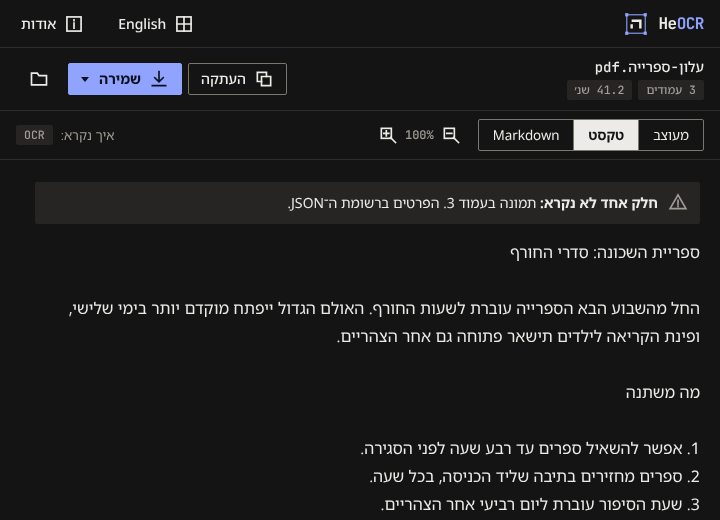 HeOCR
English
אודות
עלון-ספרייה.pdf
3 עמודים
41.2 שני
העתקה
שמירה
מעוצב
טקסט
Markdown
100%
איך נקרא:
OCR
חלק אחד לא נקרא: תמונה בעמוד 3. הפרטים ברשומת ה־JSON.
ספריית השכונה: סדרי החורף
החל מהשבוע הבא הספרייה עוברת לשעות החורף. האולם הגדול ייפתח מוקדם יותר בימי שלישי,
ופינת הקריאה לילדים תישאר פתוחה גם אחר הצהריים.
מה משתנה
1. אפשר להשאיל ספרים עד רבע שעה לפני הסגירה.
2. ספרים מחזירים בתיבה שליד הכניסה, בכל שעה.
3. שעת הסיפור עוברת ליום רביעי אחר הצהריים.